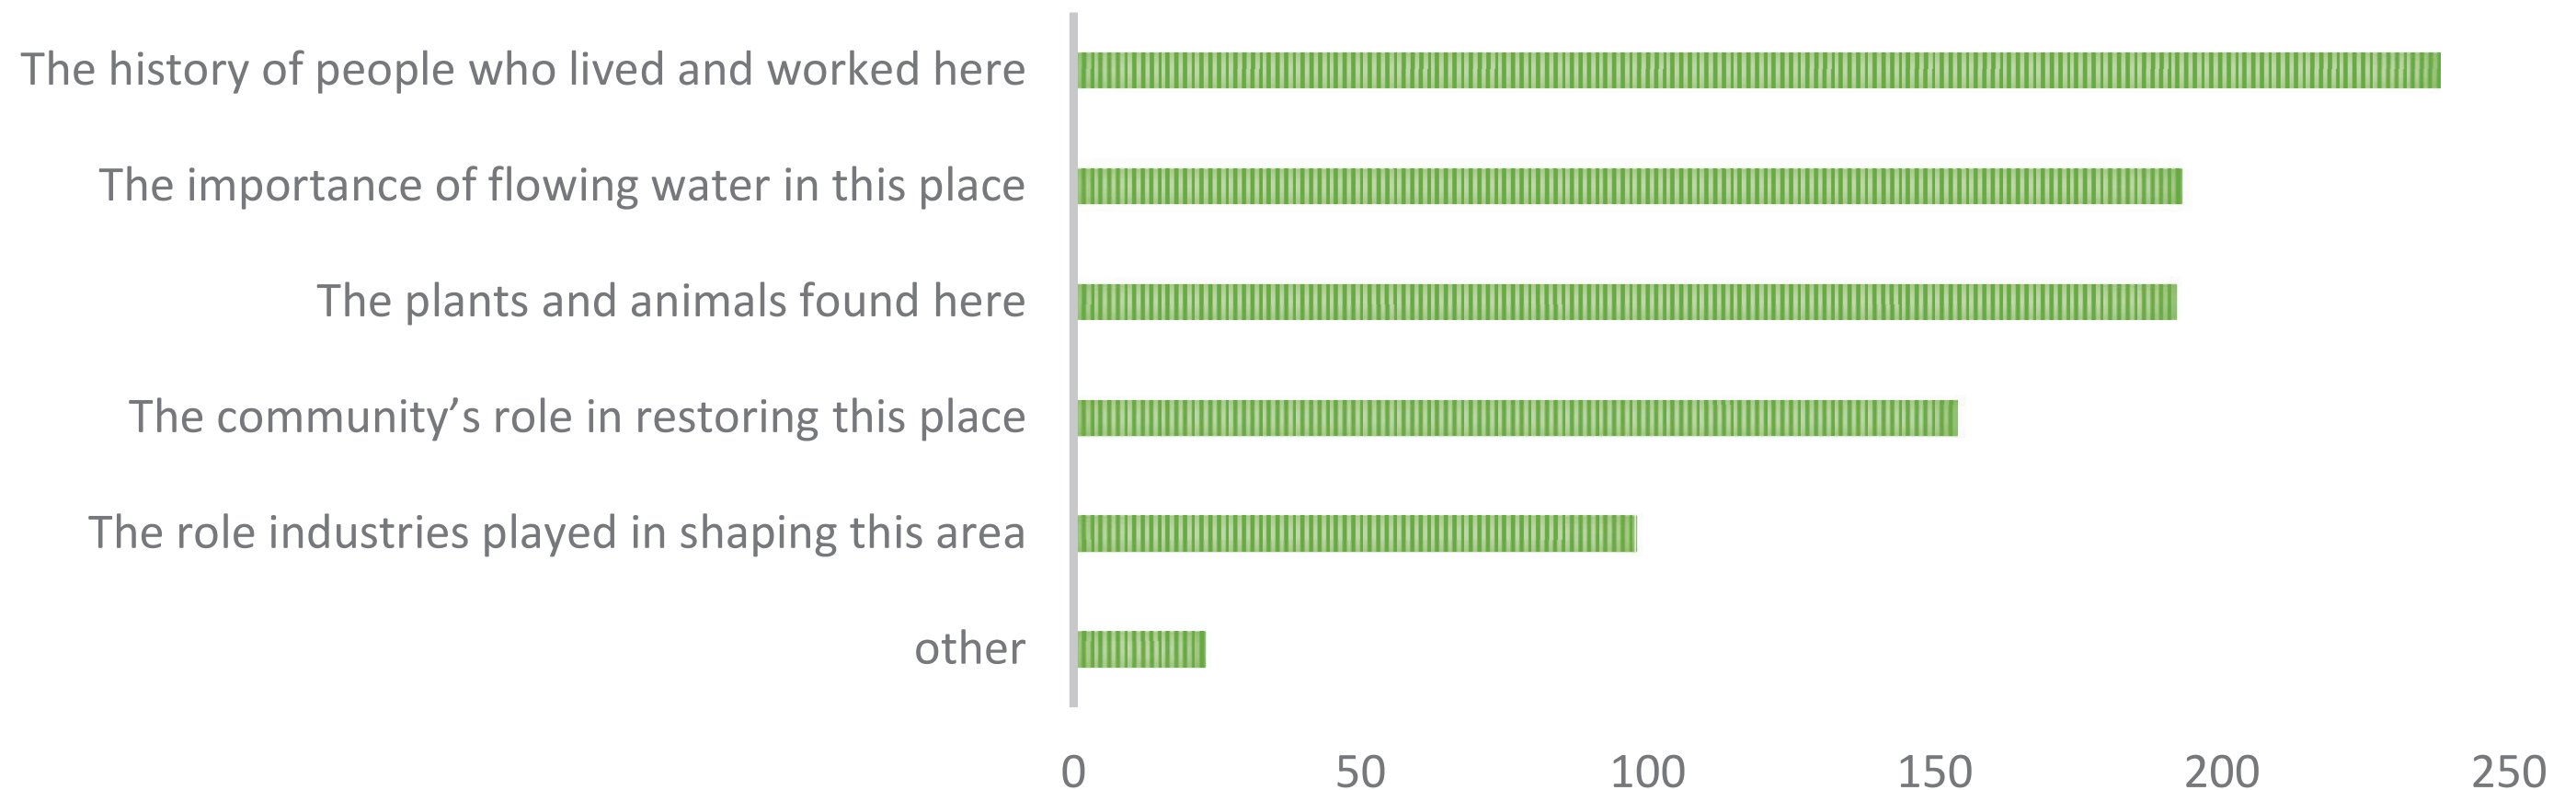 The history of people who lived and worked here
The importance of flowing water in this place
The plants and animals found here
The community’s role in restoring this place
The role industries played in shaping this area
other
0 50 100 150 200 250